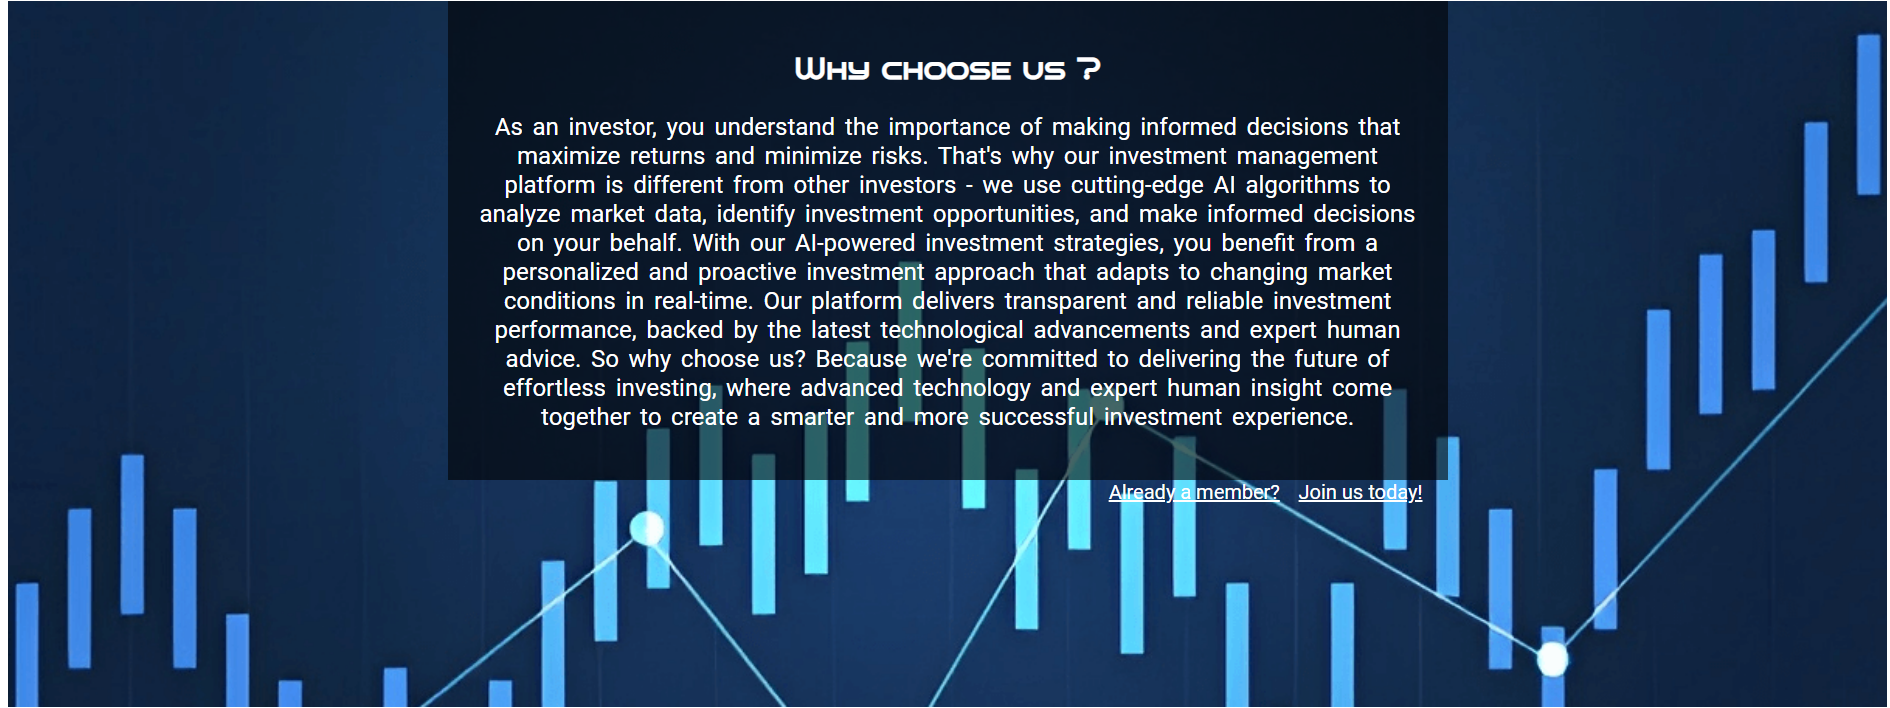 Why choose us ?
As an investor, you understand the importance of making informed decisions that
maximize returns and minimize risks. That's why our investment management
platform is different from other investors - we use cutting-edge AI algorithms to
analyze market data, identify investment opportunities, and make informed decisions
on your behalf. With our AI-powered investment strategies, you benefit from a
personalized and proactive investment approach that adapts to changing market
conditions in real-time. Our platform delivers transparent and reliable investment
performance, backed by the latest technological advancements and expert human
advice. So why choose us? Because we're committed to delivering the future of
effortless investing, where advanced technology and expert human insight come
together to create a smarter and more successful investment experience.
Already a member? Join us today!